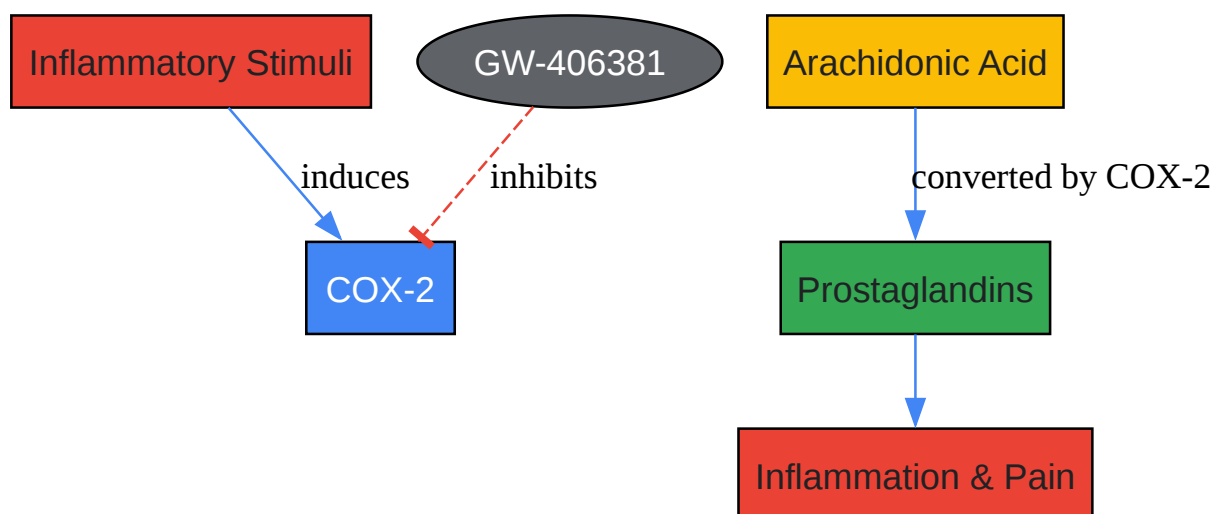 Inflammatory Stimuli
GW-406381
Arachidonic Acid
induces
inhibits
converted by COX-2
COX-2
Prostaglandins
Inflammation & Pain